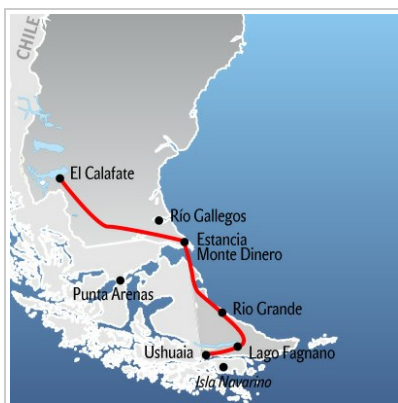 CHILE
El Calafate
Río Gallegos
Estancia
Monte Dinero
Punta Arenas
Rio Grande
Ushuaia
Lago Fagnano
Isla Navarino